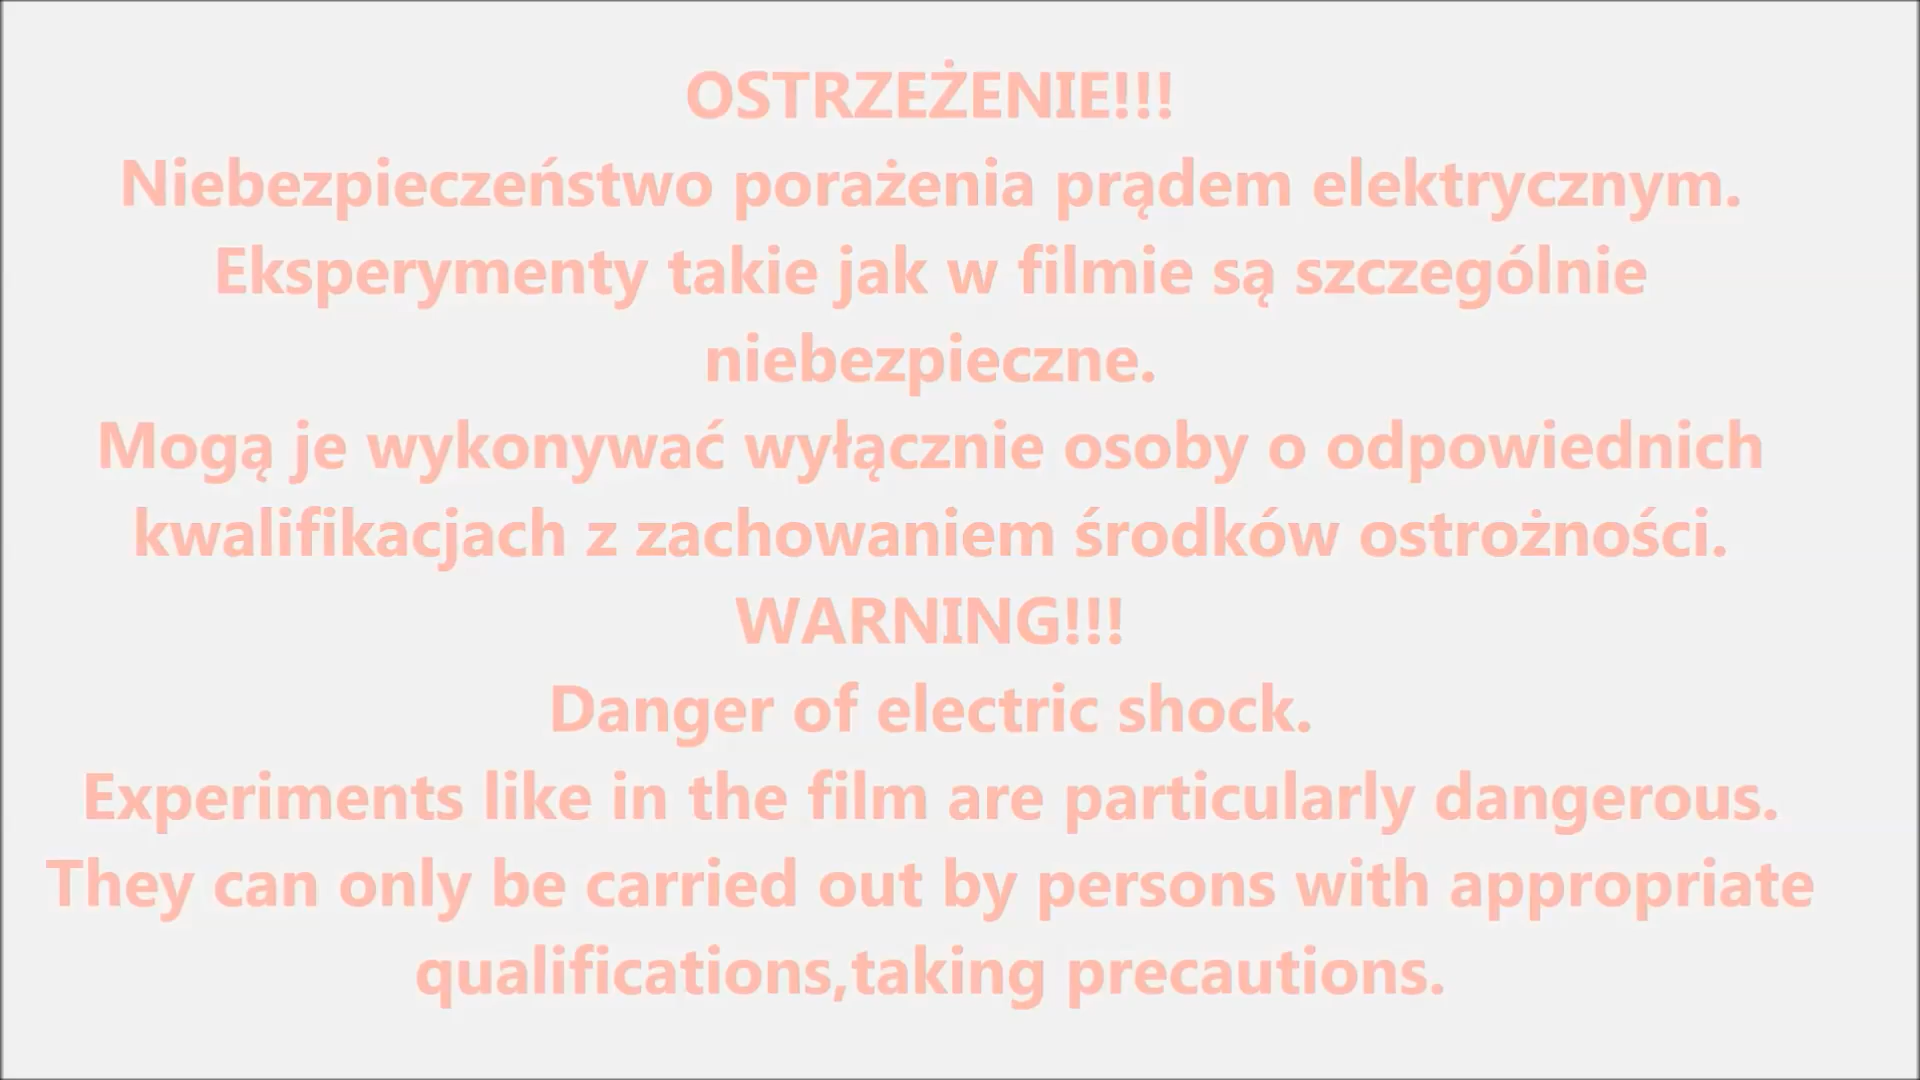 OSTRZEŻENIE!!!
Niebezpieczeństwo porażenia prądem elektrycznym.
Eksperymenty takie jak w filmie są szczególnie
niebezpieczne.
Mogą je wykonywać wyłącznie osoby o odpowiednich
kwalifikacjach z zachowaniem środków ostrożności.
WARNING!!!
Danger of electric shock.
Experiments like in the film are particularly dangerous.
They can only be carried out by persons with appropriate
qualifications,taking precautions.